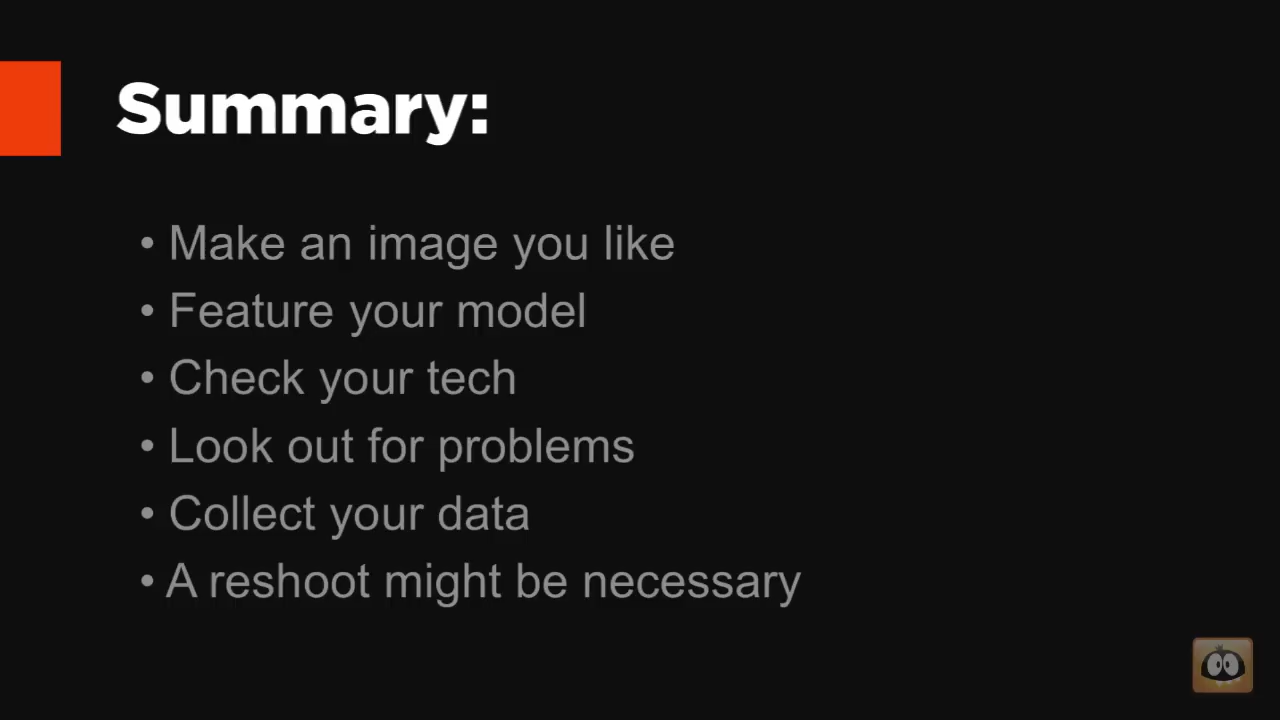 Summary:
• Make an image you like
• Feature your model
• Check your tech
• Look out for problems
• Collect your data
• A reshoot might be necessary